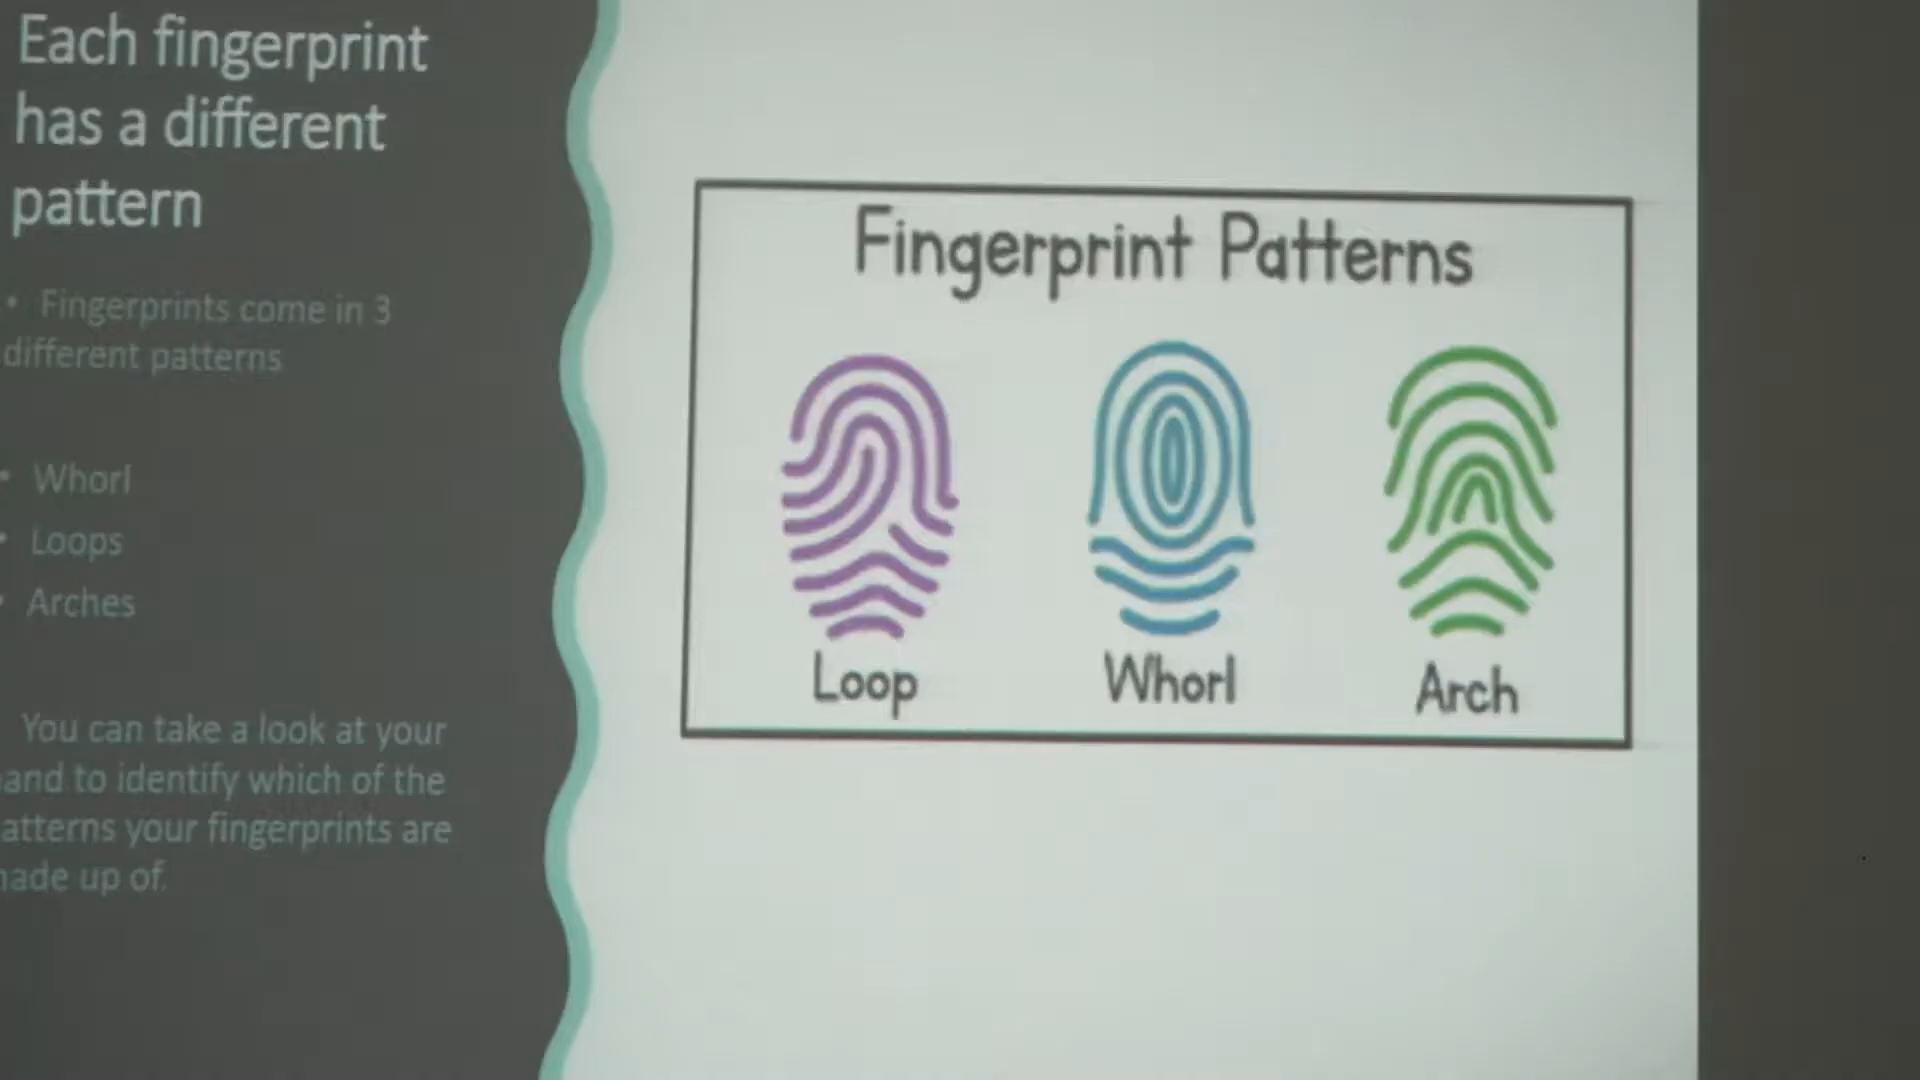 Each fingerprint
has a different
pattern
• Fingerprints come in 3
different patterns
• Whorl
• Loops
• Arches
You can take a look at your
and to identify which of the
atterns your fingerprints are
ade up of.
Fingerprint Patterns
Loop
Whorl
Arch